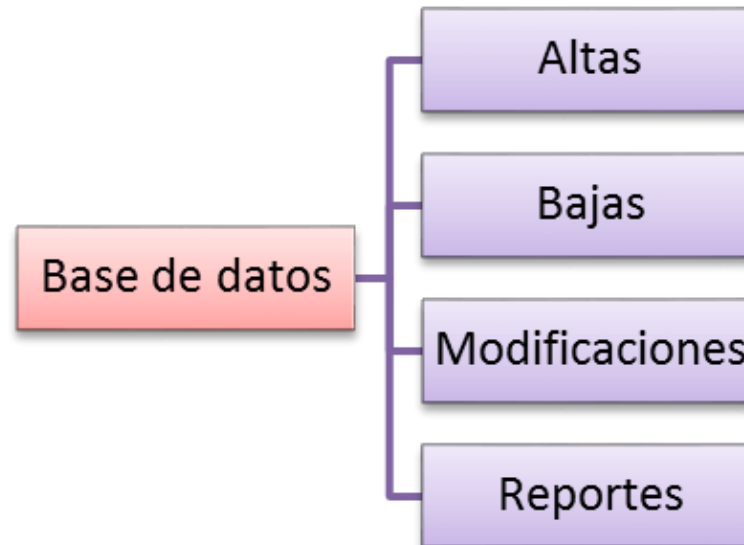 Altas
Bajas
Base de datos
Modificaciones
Reportes